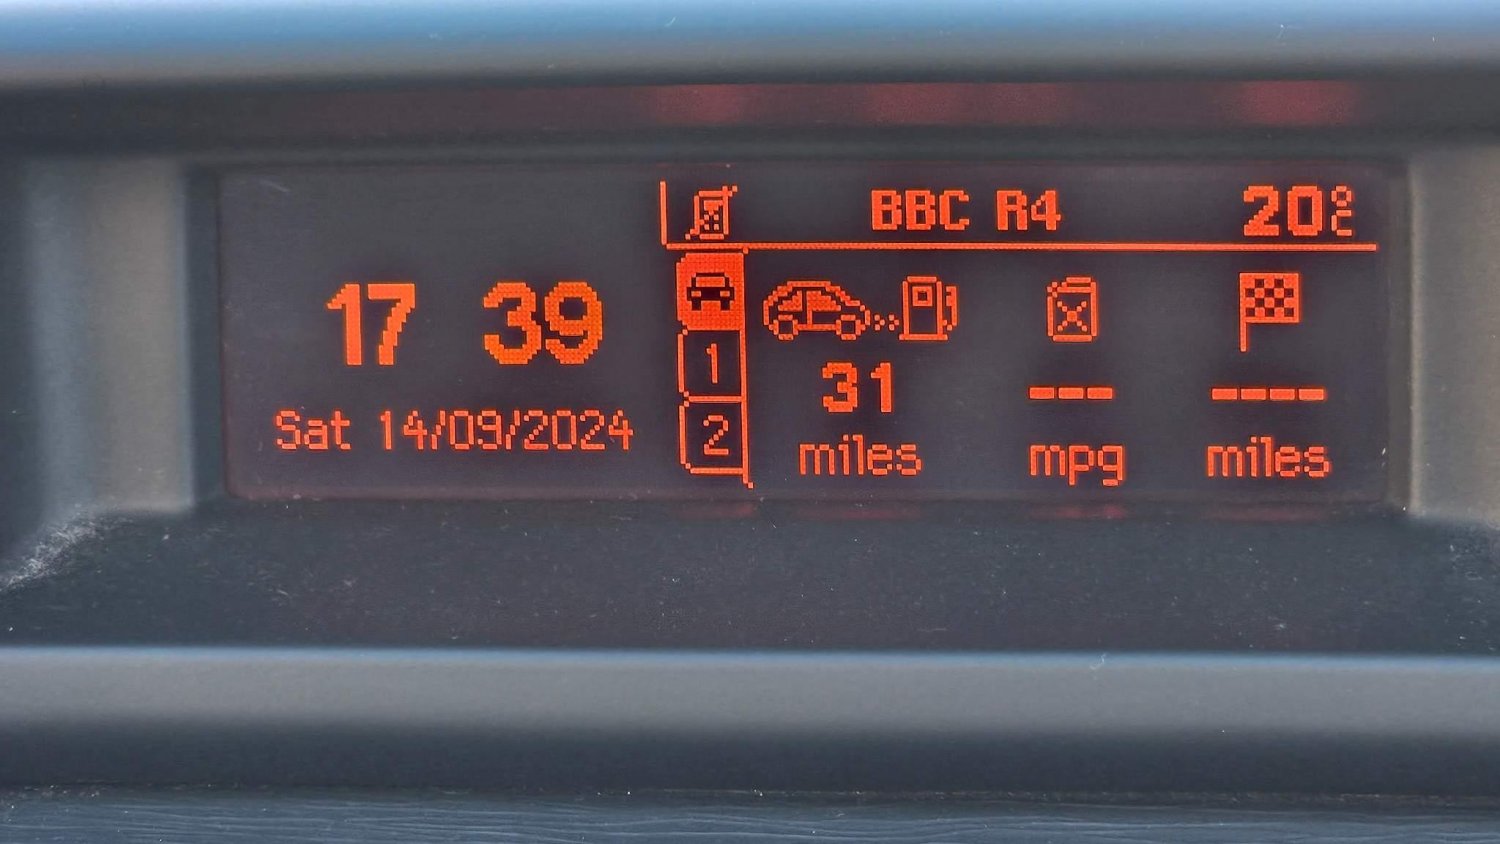 BBC R4 20°C
17 39
Sat 14/09/2024
1
2
31 --- ----
miles mpg miles